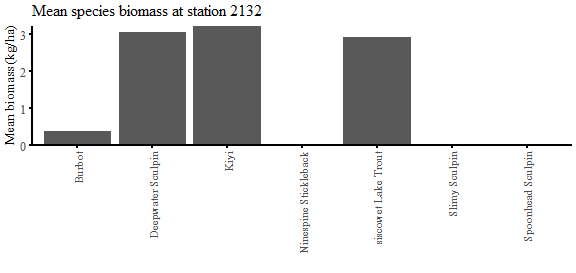 Mean species biomass at station 2132
Mean biomass (kg/ha)
3
2
1
0
Burbot
Deepwater Sculpin
Kiyi
Ninespine Stickleback
siscowet Lake Trout
Slimy Sculpin
Spoonhead Sculpin